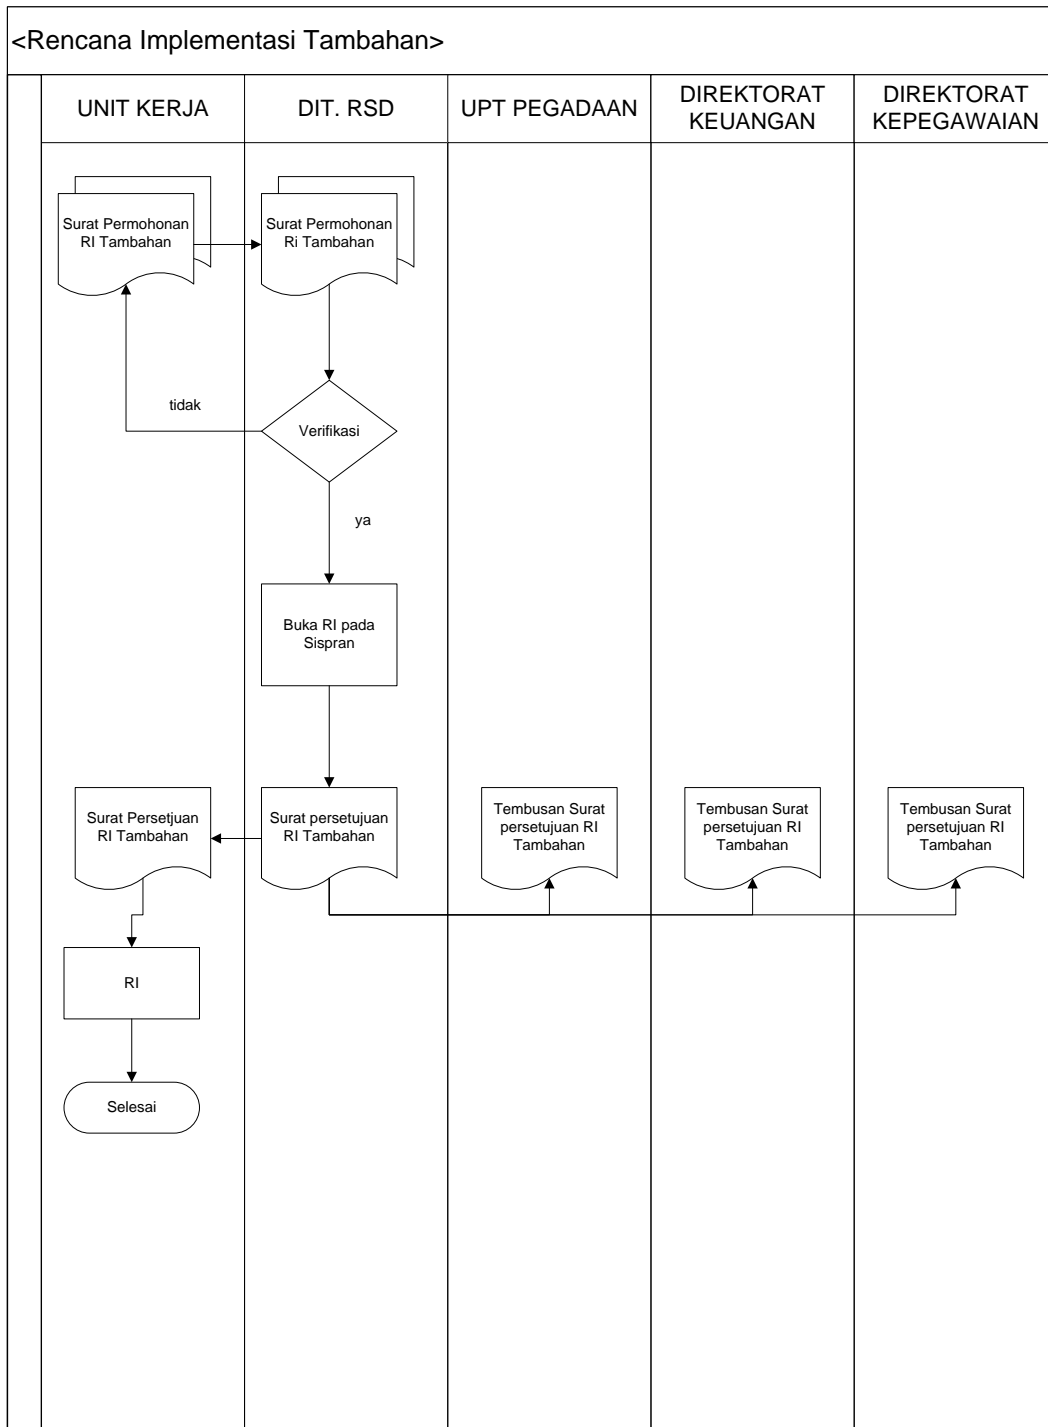 <Rencana Implementasi Tambahan>
UNIT KERJA
DIT. RSD
UPT PEGADAAN
DIREKTORAT
KEUANGAN
DIREKTORAT
KEPEGAWAIAN
Surat Permohonan
RI Tambahan
Surat Permohonan
Ri Tambahan
tidak
Verifikasi
ya
Buka RI pada
Sispran
Surat Persetjuan
RI Tambahan
Surat persetujuan
RI Tambahan
Tembusan Surat
persetujuan RI
Tambahan
Tembusan Surat
persetujuan RI
Tambahan
Tembusan Surat
persetujuan RI
Tambahan
RI
Selesai